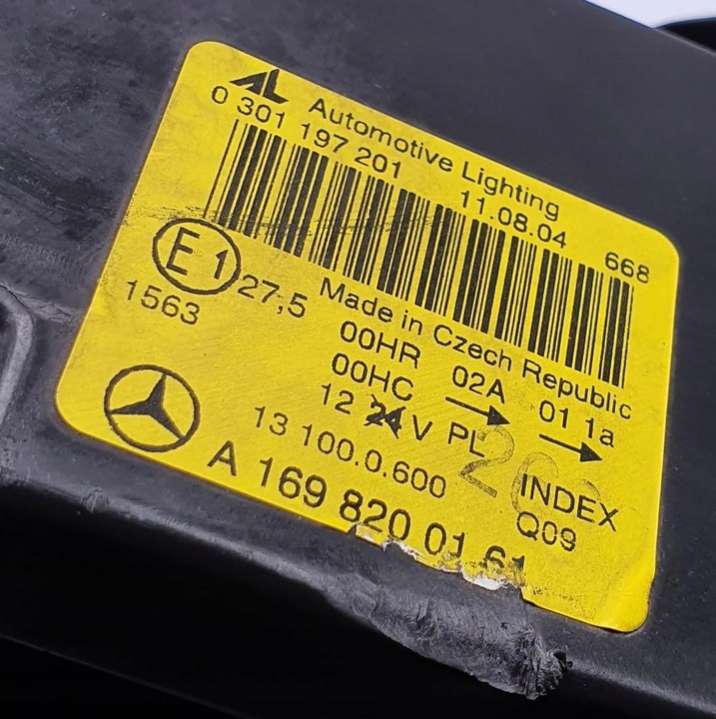 AL Automotive Lighting
0 301 197 201 11.08.04 668
E1 27,5 Made in Czech Republic
1563 00HR 02A 01 1a
00HC → →
12 24 V PL
13 100.0.600 INDEX
A 169 820 01 61 Q09